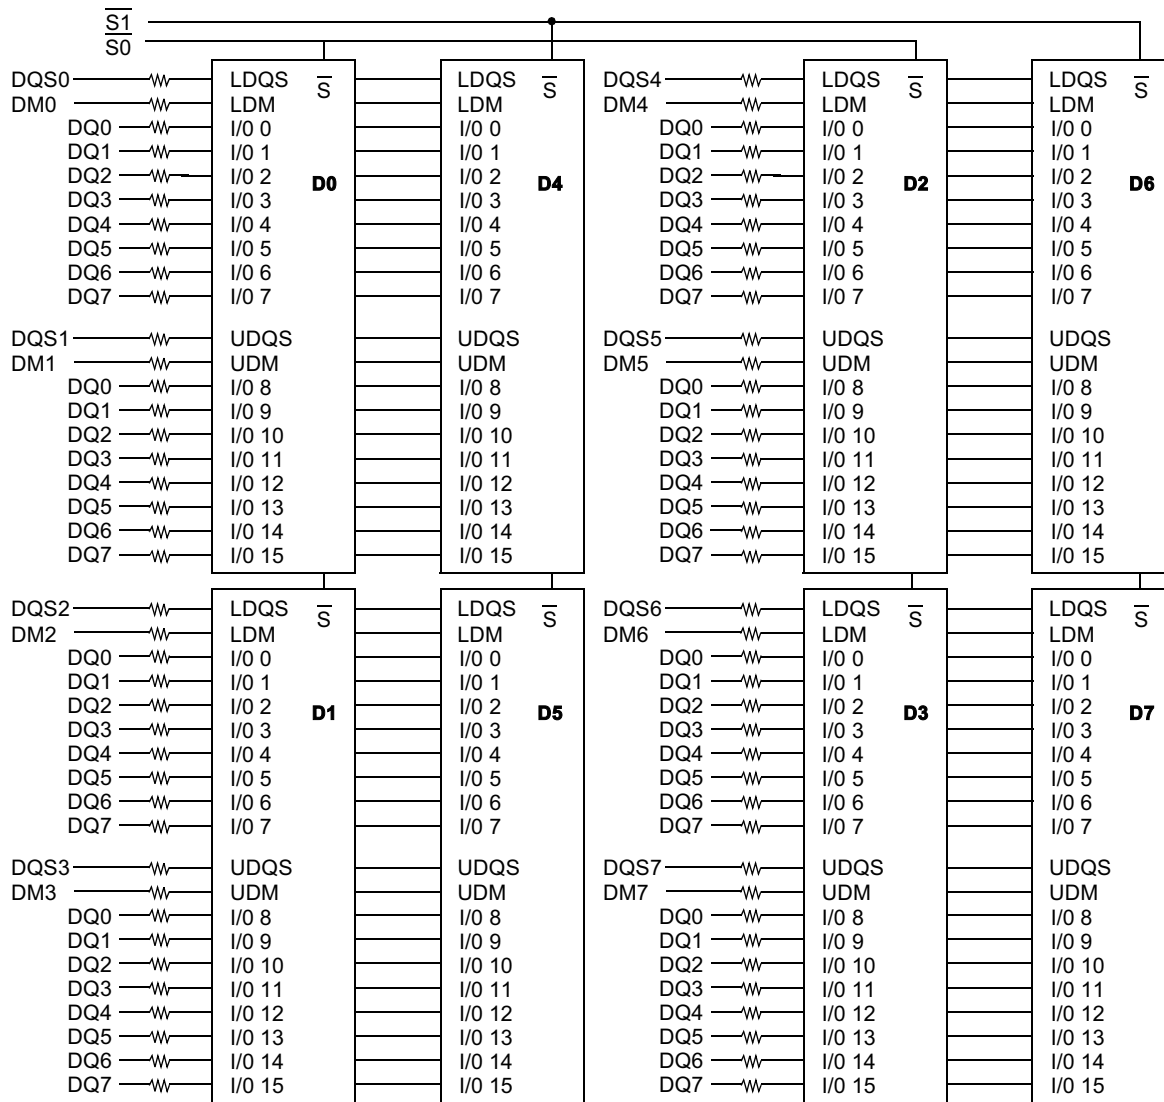 S1
S0
DQS0 LDQS S LDQS S DQS4 LDQS S LDQS S
DM0 LDM LDM DM4 LDM LDM
DQ0 I/0 0 I/0 0 DQ0 I/0 0 I/0 0
DQ1 I/0 1 I/0 1 DQ1 I/0 1 I/0 1
DQ2 I/0 2 D0 I/0 2 D4 DQ2 I/0 2 D2 I/0 2 D6
DQ3 I/0 3 I/0 3 DQ3 I/0 3 I/0 3
DQ4 I/0 4 I/0 4 DQ4 I/0 4 I/0 4
DQ5 I/0 5 I/0 5 DQ5 I/0 5 I/0 5
DQ6 I/0 6 I/0 6 DQ6 I/0 6 I/0 6
DQ7 I/0 7 I/0 7 DQ7 I/0 7 I/0 7
DQS1 UDQS UDQS DQS5 UDQS UDQS
DM1 UDM UDM DM5 UDM UDM
DQ0 I/0 8 I/0 8 DQ0 I/0 8 I/0 8
DQ1 I/0 9 I/0 9 DQ1 I/0 9 I/0 9
DQ2 I/0 10 I/0 10 DQ2 I/0 10 I/0 10
DQ3 I/0 11 I/0 11 DQ3 I/0 11 I/0 11
DQ4 I/0 12 I/0 12 DQ4 I/0 12 I/0 12
DQ5 I/0 13 I/0 13 DQ5 I/0 13 I/0 13
DQ6 I/0 14 I/0 14 DQ6 I/0 14 I/0 14
DQ7 I/0 15 I/0 15 DQ7 I/0 15 I/0 15
DQS2 LDQS S LDQS S DQS6 LDQS S LDQS S
DM2 LDM LDM DM6 LDM LDM
DQ0 I/0 0 I/0 0 DQ0 I/0 0 I/0 0
DQ1 I/0 1 I/0 1 DQ1 I/0 1 I/0 1
DQ2 I/0 2 D1 I/0 2 D5 DQ2 I/0 2 D3 I/0 2 D7
DQ3 I/0 3 I/0 3 DQ3 I/0 3 I/0 3
DQ4 I/0 4 I/0 4 DQ4 I/0 4 I/0 4
DQ5 I/0 5 I/0 5 DQ5 I/0 5 I/0 5
DQ6 I/0 6 I/0 6 DQ6 I/0 6 I/0 6
DQ7 I/0 7 I/0 7 DQ7 I/0 7 I/0 7
DQS3 UDQS UDQS DQS7 UDQS UDQS
DM3 UDM UDM DM7 UDM UDM
DQ0 I/0 8 I/0 8 DQ0 I/0 8 I/0 8
DQ1 I/0 9 I/0 9 DQ1 I/0 9 I/0 9
DQ2 I/0 10 I/0 10 DQ2 I/0 10 I/0 10
DQ3 I/0 11 I/0 11 DQ3 I/0 11 I/0 11
DQ4 I/0 12 I/0 12 DQ4 I/0 12 I/0 12
DQ5 I/0 13 I/0 13 DQ5 I/0 13 I/0 13
DQ6 I/0 14 I/0 14 DQ6 I/0 14 I/0 14
DQ7 I/0 15 I/0 15 DQ7 I/0 15 I/0 15